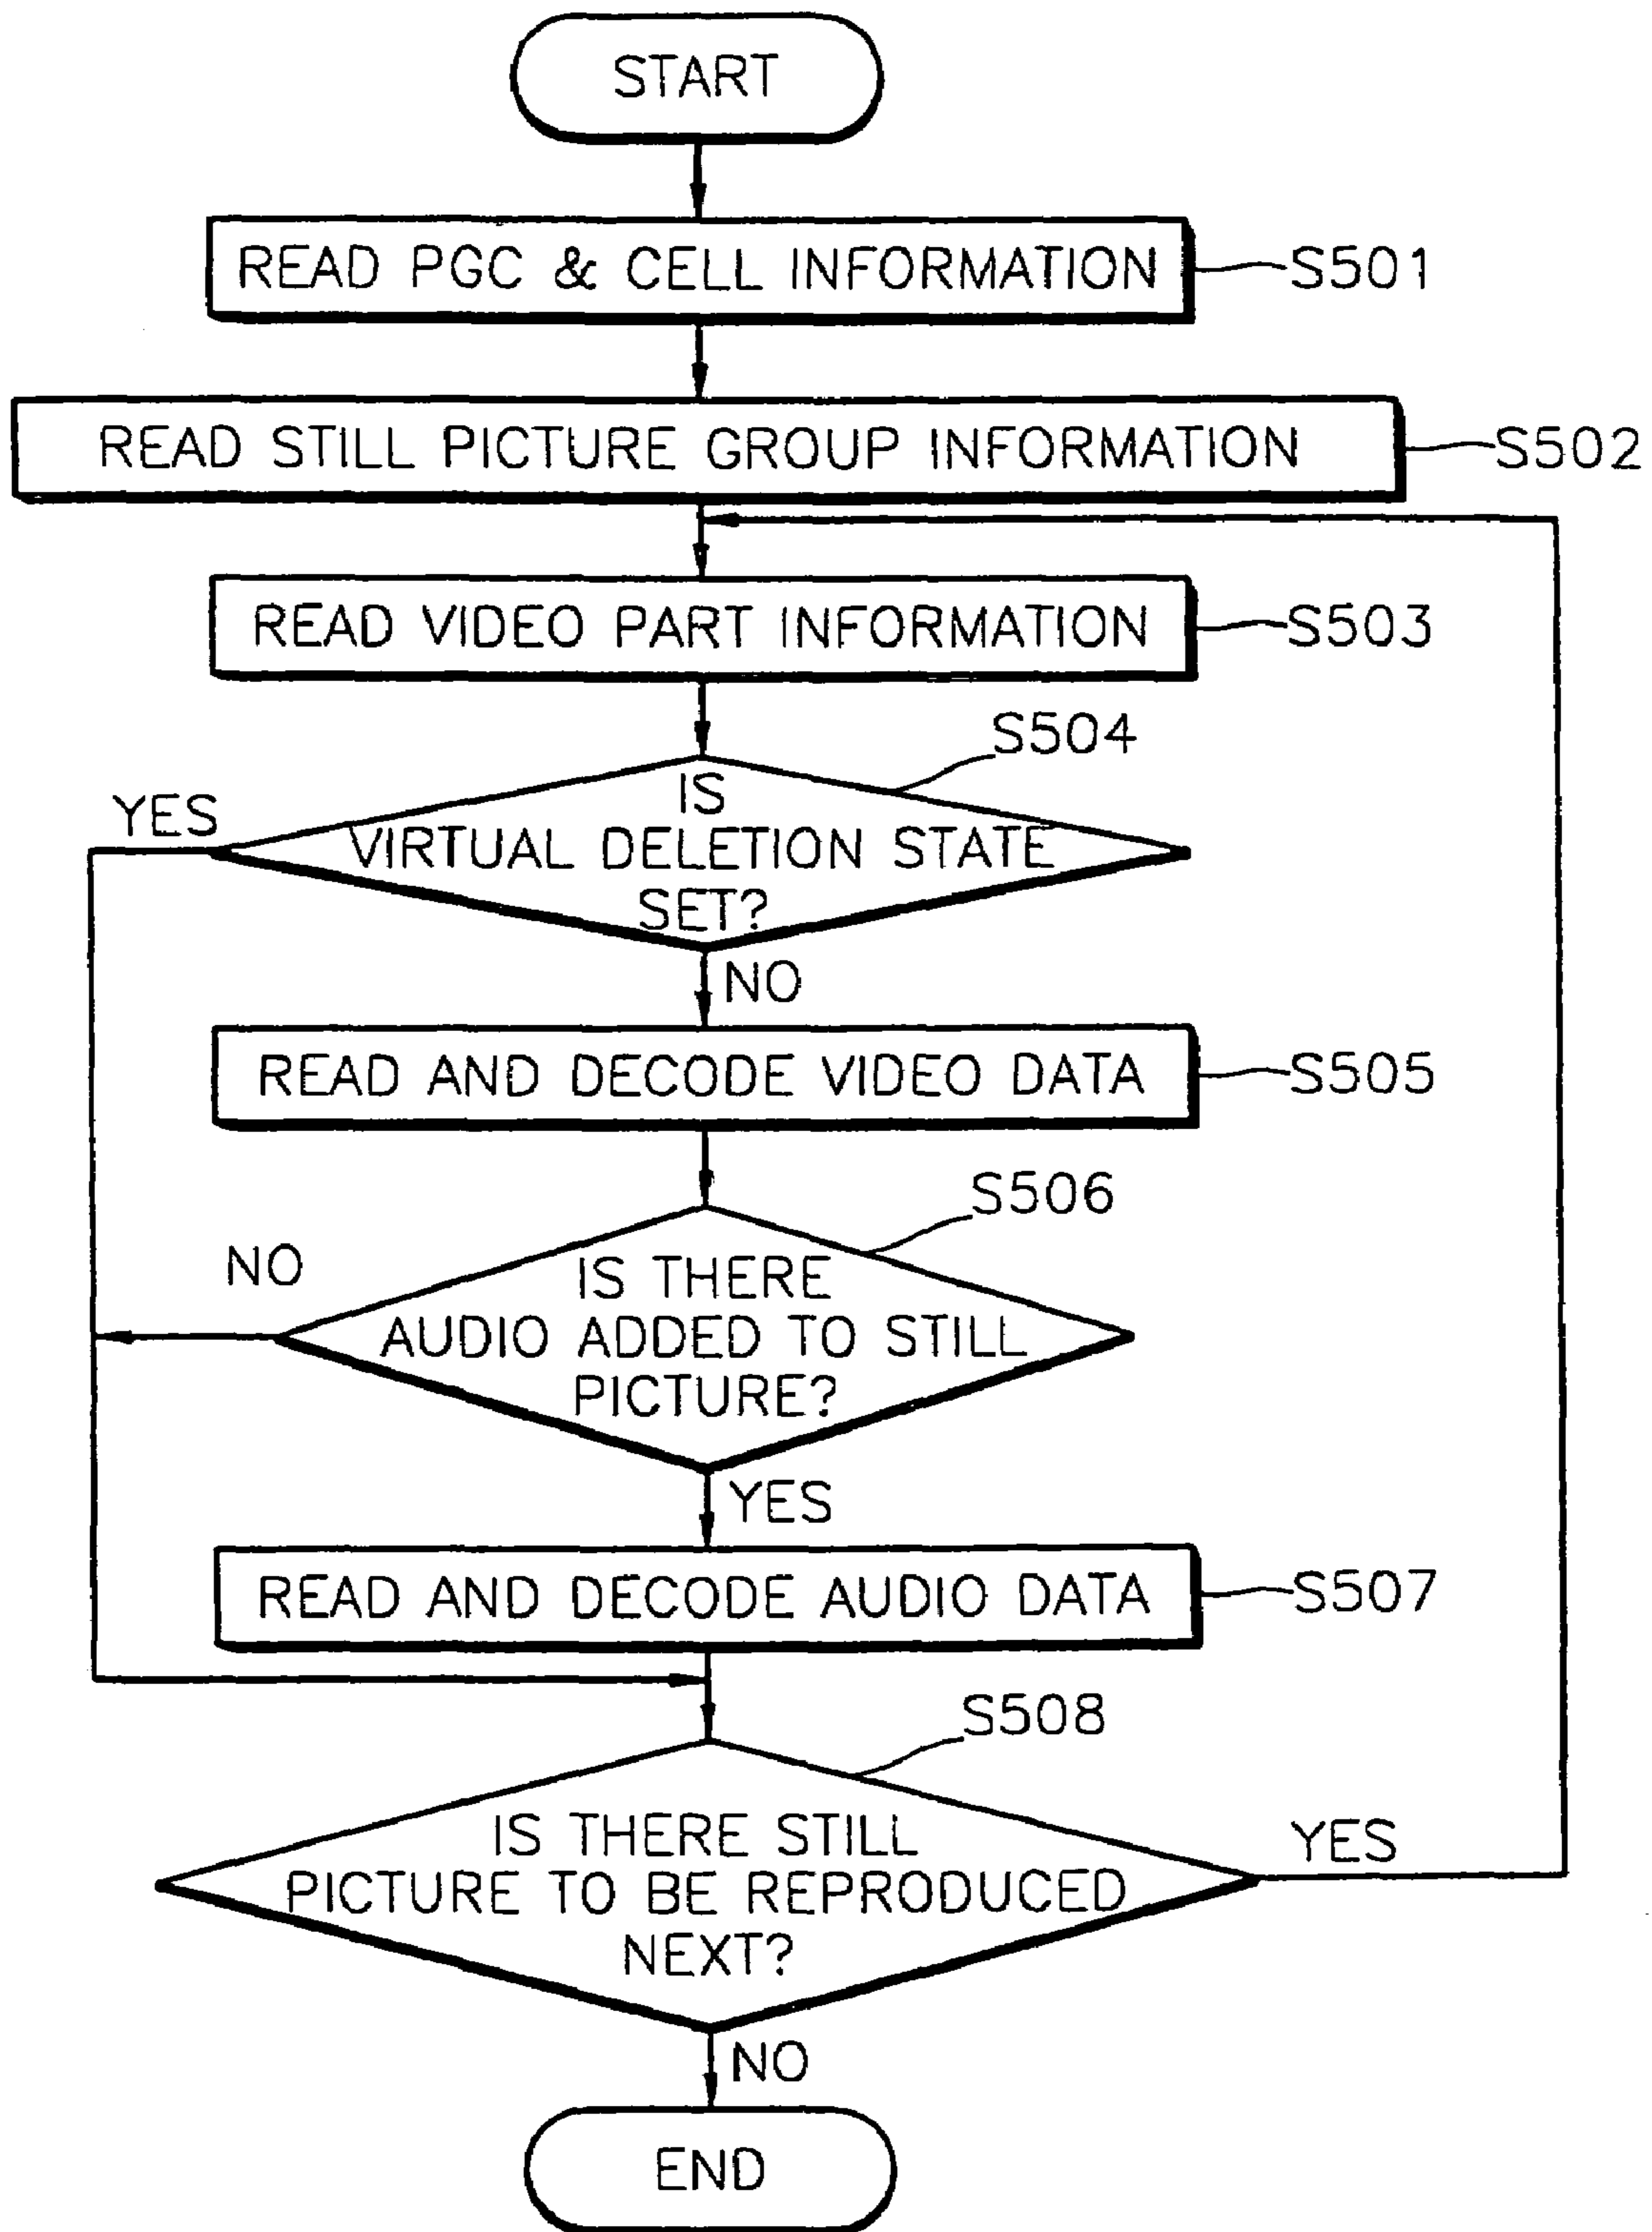 START
READ PGC & CELL INFORMATION
S501
READ STILL PICTURE GROUP INFORMATION
S502
READ VIDEO PART INFORMATION
S503
S504
YES
IS
VIRTUAL DELETION STATE
SET?
NO
READ AND DECODE VIDEO DATA
S505
S506
NO
IS THERE
AUDIO ADDED TO STILL
PICTURE?
YES
READ AND DECODE AUDIO DATA
S507
S508
IS THERE STILL
PICTURE TO BE REPRODUCED
NEXT?
YES
NO
END